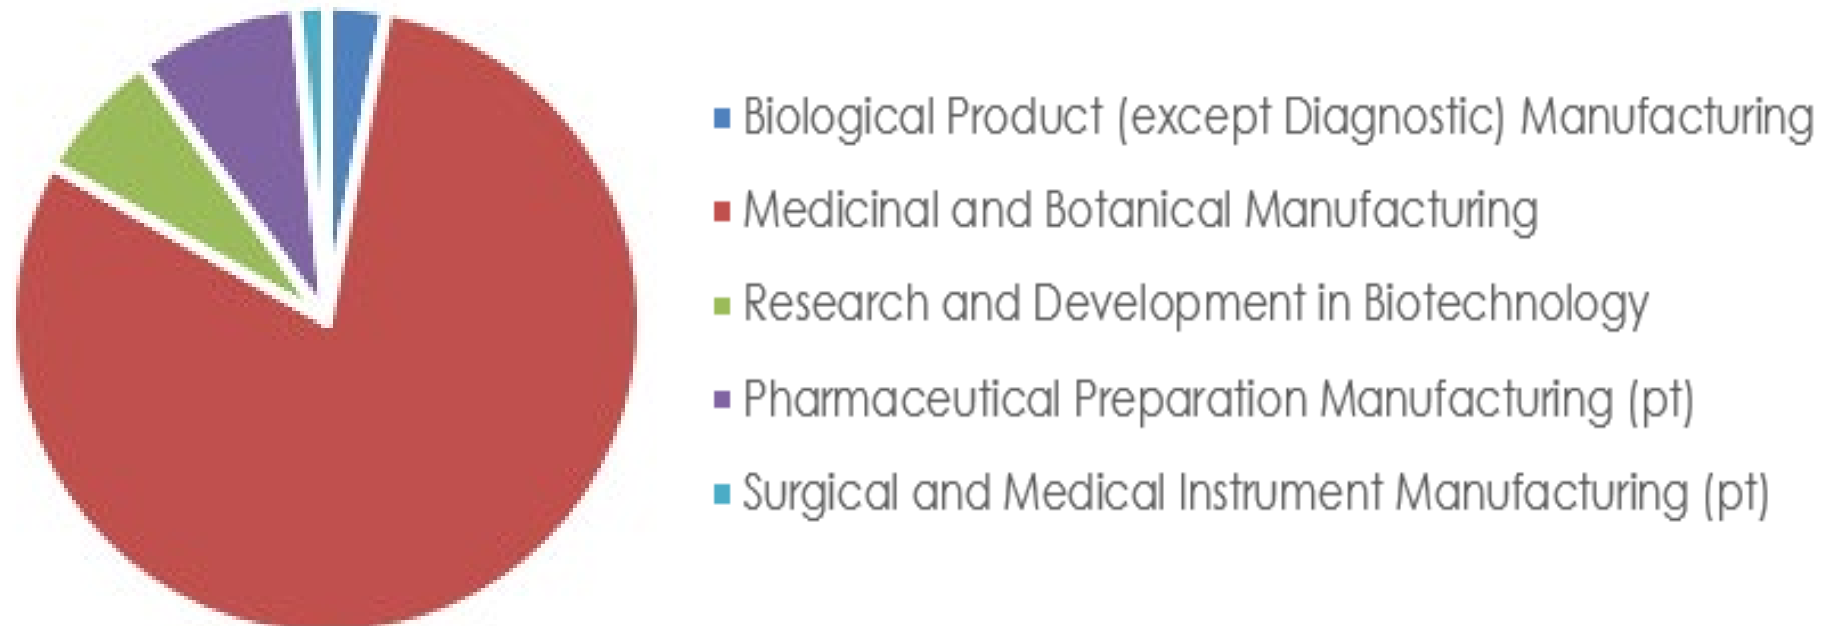 Biological Product (except Diagnostic) Manufacturing
Medicinal and Botanical Manufacturing
Research and Development in Biotechnology
Pharmaceutical Preparation Manufacturing (pt)
Surgical and Medical Instrument Manufacturing (pt)